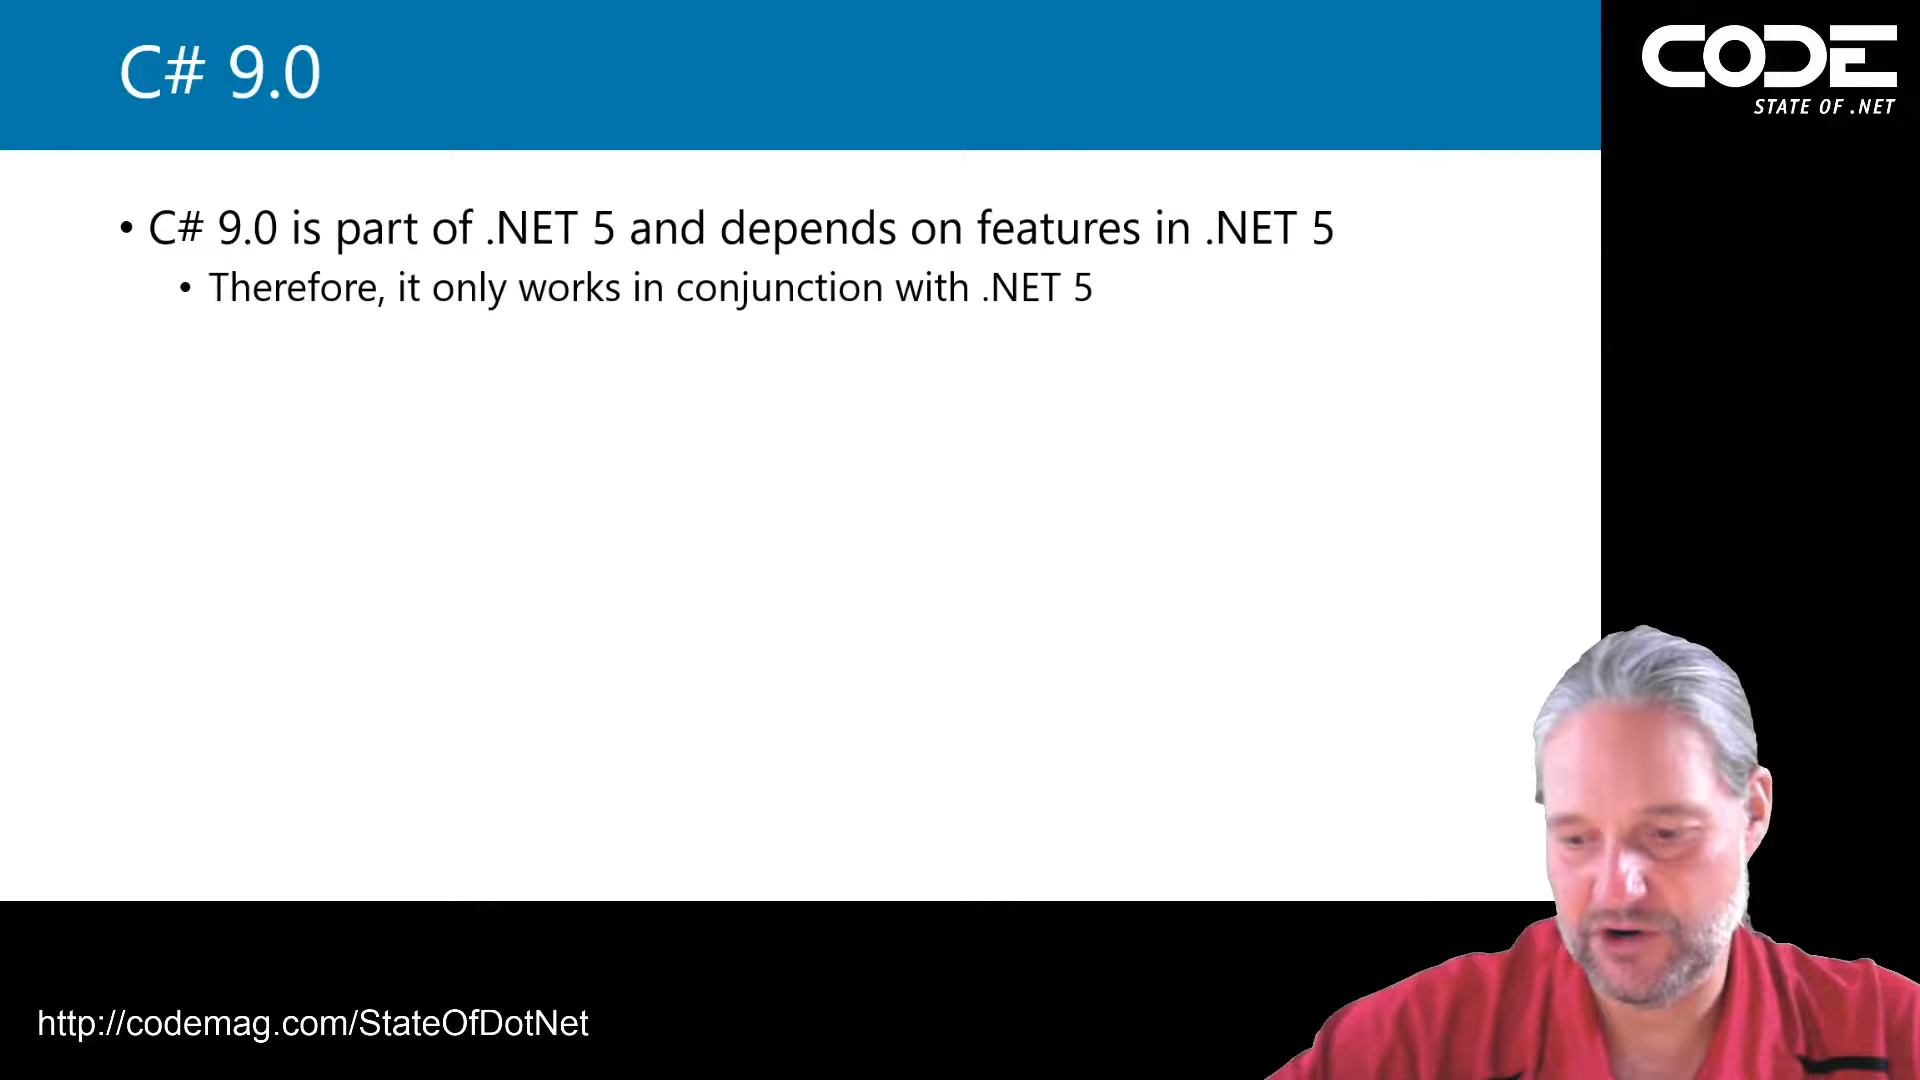 C# 9.0
CODE
STATE OF .NET
• C# 9.0 is part of .NET 5 and depends on features in .NET 5
• Therefore, it only works in conjunction with .NET 5
http://codemag.com/StateOfDotNet